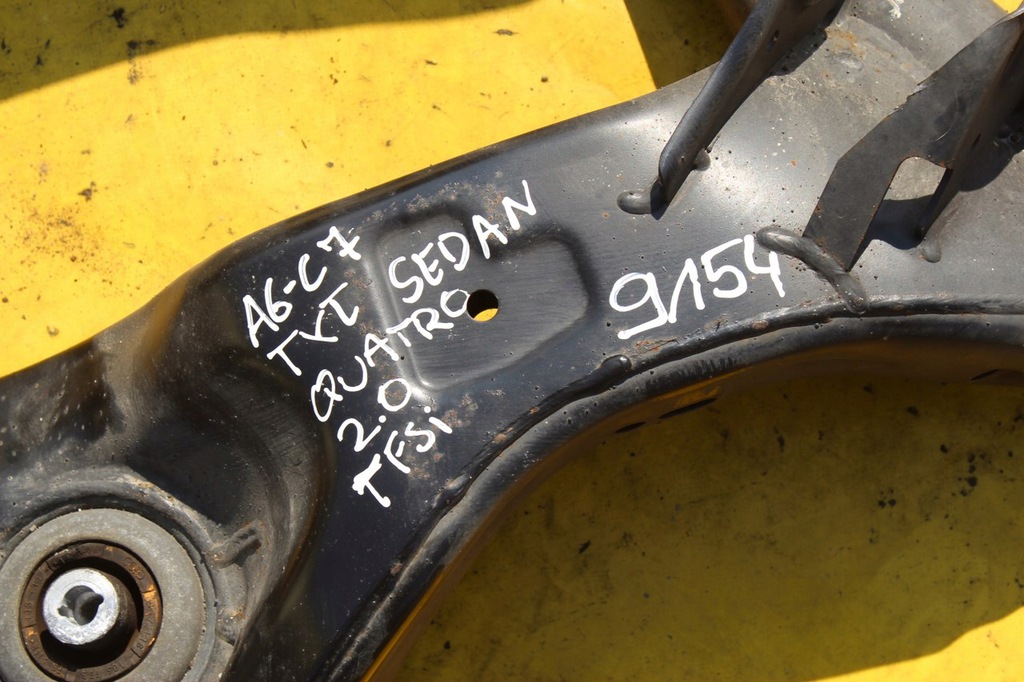 A6-C7
TYŁ SEDAN
QUATRO
2.0
TFSi
9154